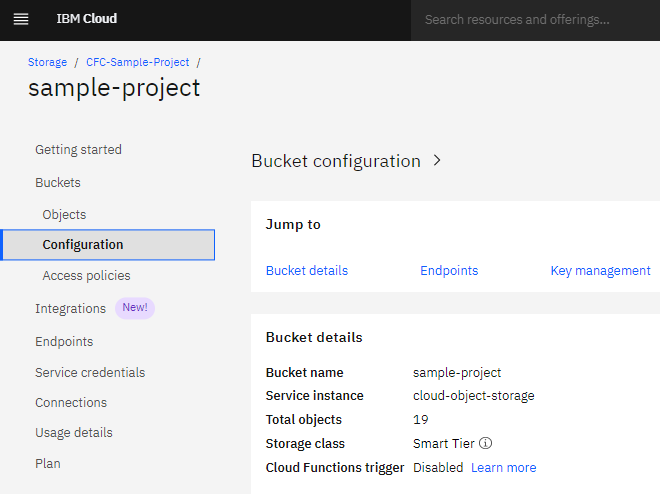 IBM Cloud
Search resources and offerings...
Storage / CFC-Sample-Project /
sample-project
Getting started
Buckets
Objects
Configuration
Access policies
Integrations New!
Endpoints
Service credentials
Connections
Usage details
Plan
Bucket configuration
Jump to
Bucket details Endpoints Key management
Bucket details
Bucket name sample-project
Service instance cloud-object-storage
Total objects 19
Storage class Smart Tier
Cloud Functions trigger Disabled Learn more